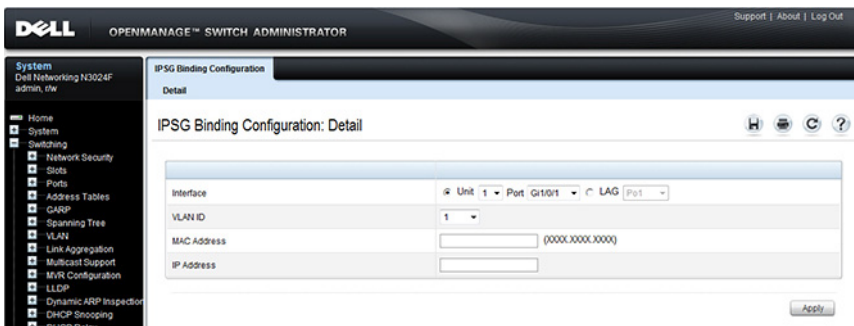 Support | About | Log Out
DELL OPENMANAGE™ SWITCH ADMINISTRATOR
System
Dell Networking N3024F
admin, r/w
Home
System
Switching
Network Security
Slots
Ports
Address Tables
GARP
Spanning Tree
VLAN
Link Aggregation
Multicast Support
MVR Configuration
LLDP
Dynamic ARP Inspection
DHCP Snooping
IPSG Binding Configuration
Detail
IPSG Binding Configuration: Detail
Interface Unit 1 Port Gi1/0/1 LAG Po1
VLAN ID 1
MAC Address (XXXX.XXXX.XXXX)
IP Address
Apply